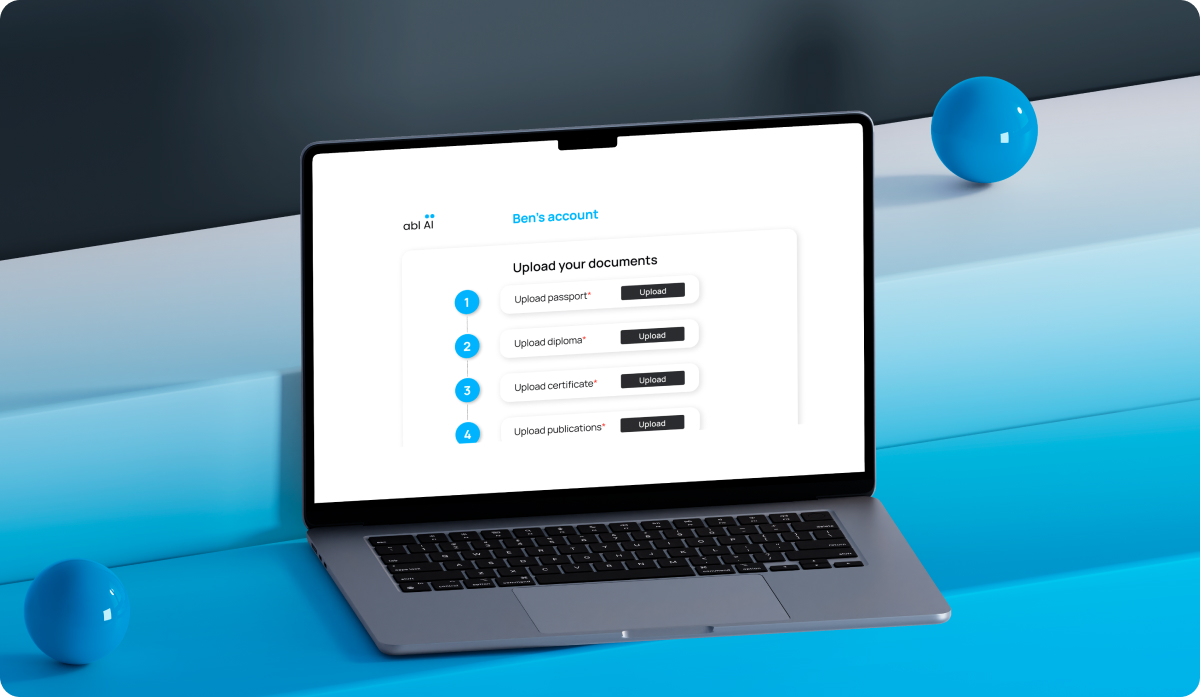 abl AI
Ben's account
Upload your documents
1 Upload passport* Upload
2 Upload diploma* Upload
3 Upload certificate* Upload
4 Upload publications* Upload